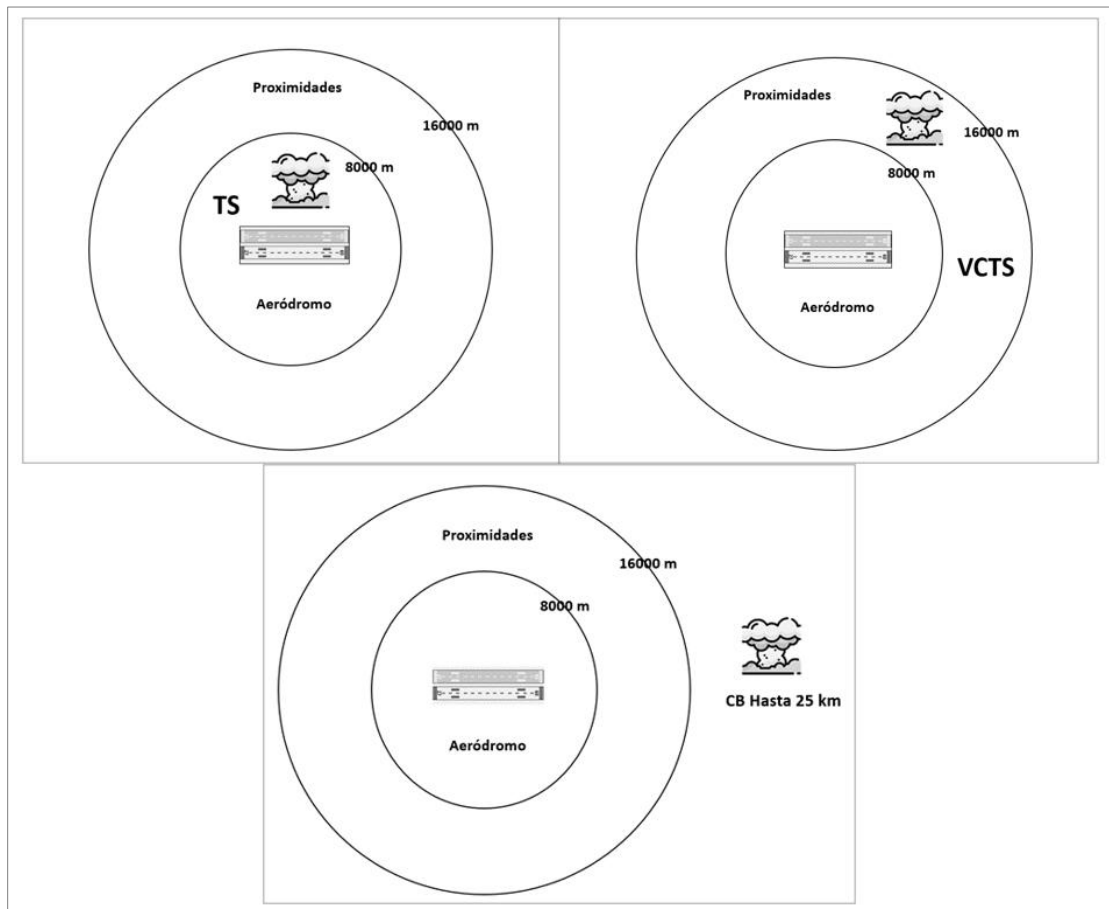 Proximidades
16000 m
8000 m
TS
Aeródromo
Proximidades
16000 m
8000 m
VCTS
Aeródromo
Proximidades
16000 m
8000 m
CB Hasta 25 km
Aeródromo